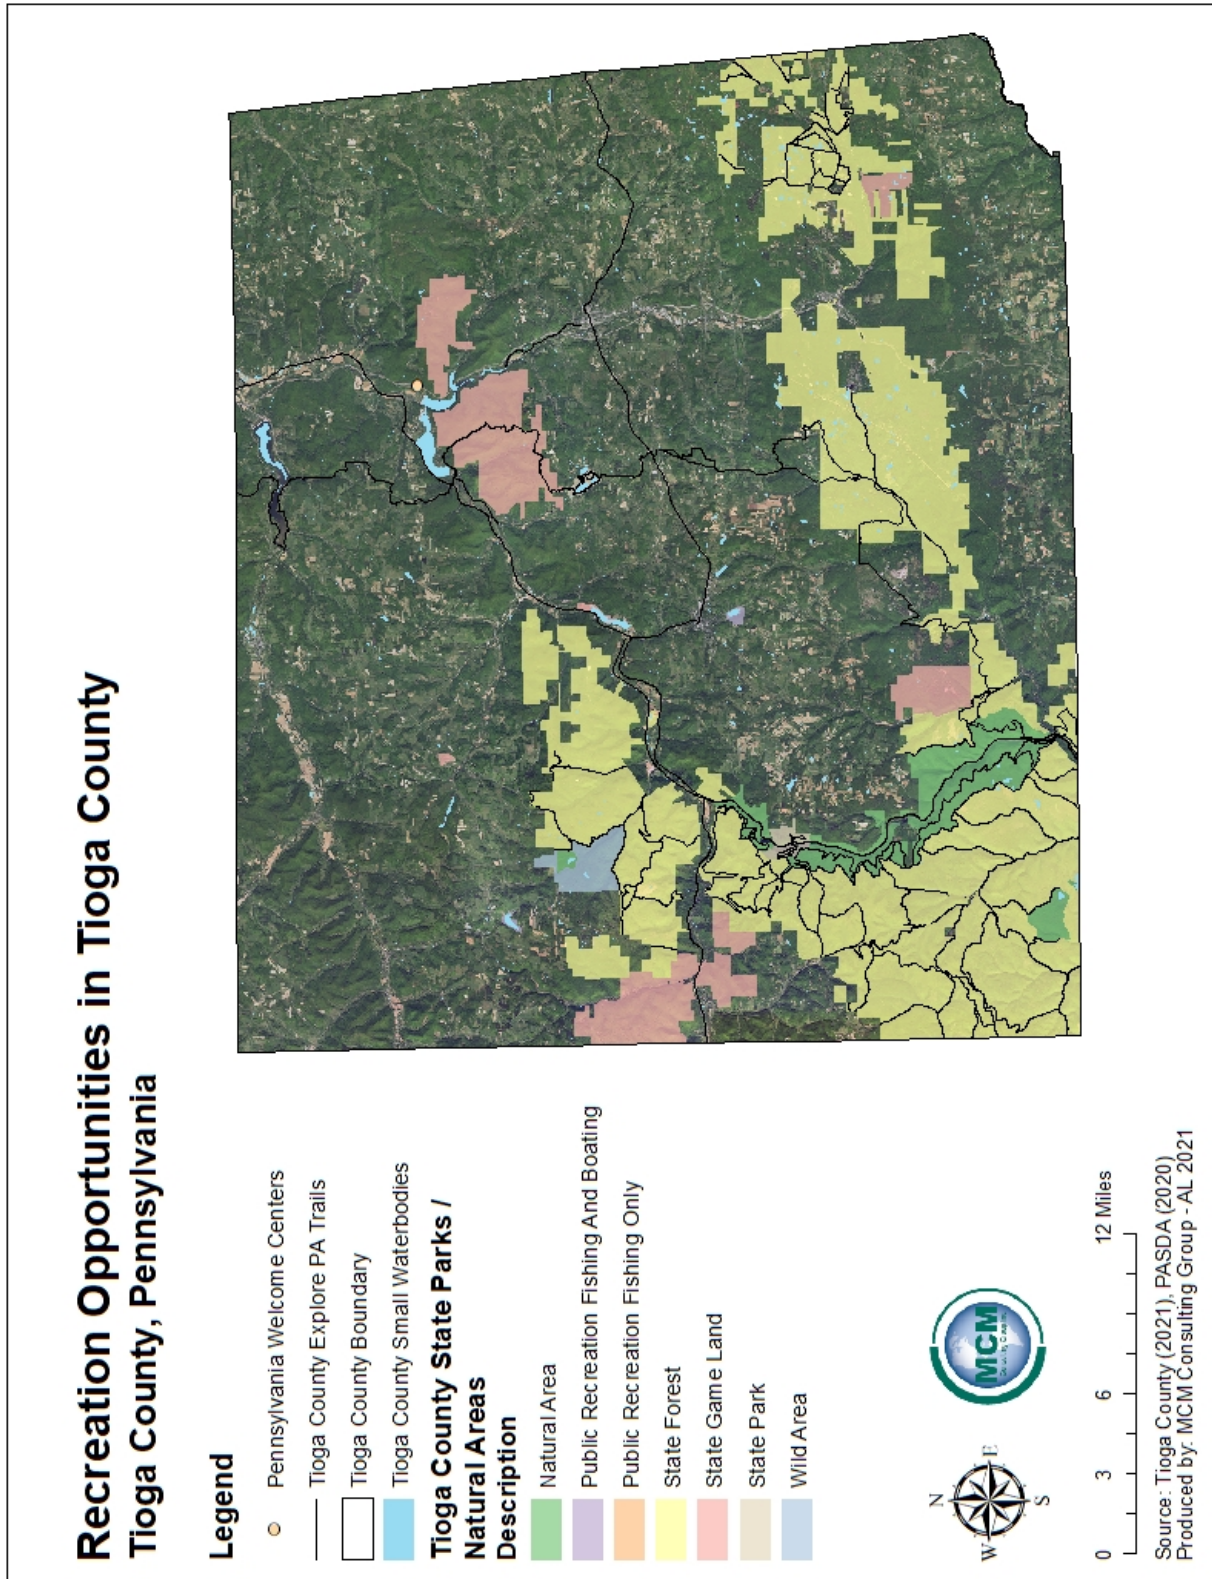 Recreation Opportunities in Tioga County
Tioga County, Pennsylvania
Legend
Pennsylvania Welcome Centers
Tioga County Explore PA Trails
Tioga County Boundary
Tioga County Small Waterbodies
Tioga County State Parks /
Natural Areas
Description
Natural Area
Public Recreation Fishing And Boating
Public Recreation Fishing Only
State Forest
State Game Land
State Park
Wild Area
N
W
E
S
MCM
0
3
6
12 Miles
Source: Tioga County (2021), PASDA (2020)
Produced by: MCM Consulting Group - AL 2021